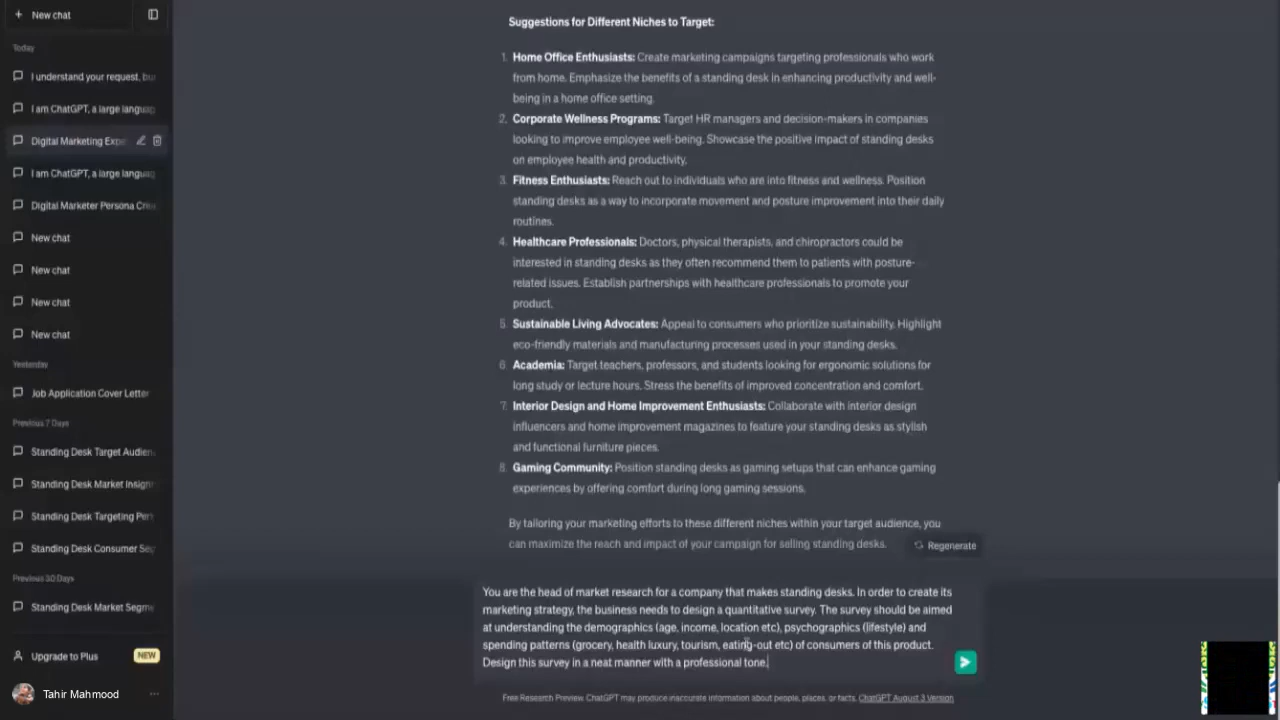 New chat
Today
I understand your request, bu
I am ChatGPT, a large languag
Digital Marketing Expe
I am ChatGPT, a large languag
Digital Marketer Persona Crea
New chat
New chat
New chat
New chat
Yesterday
Job Application Cover Letter
Previous 7 Days
Standing Desk Target Audien
Standing Desk Market Insight
Standing Desk Targeting Per
Standing Desk Consumer Seg
Previous 30 Days
Standing Desk Market Segme
Upgrade to Plus NEW
Tahir Mahmood
Suggestions for Different Niches to Target:
1. Home Office Enthusiasts: Create marketing campaigns targeting professionals who work
from home. Emphasize the benefits of a standing desk in enhancing productivity and well-
being in a home office setting.
2. Corporate Wellness Programs: Target HR managers and decision-makers in companies
looking to improve employee well-being. Showcase the positive impact of standing desks
on employee health and productivity.
3. Fitness Enthusiasts: Reach out to individuals who are into fitness and wellness. Position
standing desks as a way to incorporate movement and posture improvement into their daily
routines.
4. Healthcare Professionals: Doctors, physical therapists, and chiropractors could be
interested in standing desks as they often recommend them to patients with posture-
related issues. Establish partnerships with healthcare professionals to promote your
product.
5. Sustainable Living Advocates: Appeal to consumers who prioritize sustainability. Highlight
eco-friendly materials and manufacturing processes used in your standing desks.
6. Academia: Target teachers, professors, and students looking for ergonomic solutions for
long study or lecture hours. Stress the benefits of improved concentration and comfort.
7. Interior Design and Home Improvement Enthusiasts: Collaborate with interior design
influencers and home improvement magazines to feature your standing desks as stylish
and functional furniture pieces.
8. Gaming Community: Position standing desks as gaming setups that can enhance gaming
experiences by offering comfort during long gaming sessions.
By tailoring your marketing efforts to these different niches within your target audience, you
can maximize the reach and impact of your campaign for selling standing desks.
Regenerate
You are the head of market research for a company that makes standing desks. In order to create its
marketing strategy, the business needs to design a quantitative survey. The survey should be aimed
at understanding the demographics (age, income, location etc), psychographics (lifestyle) and
spending patterns (grocery, health luxury, tourism, eating-out etc) of consumers of this product.
Design this survey in a neat manner with a professional tone.
Free Research Preview. ChatGPT may produce inaccurate information about people, places, or facts. ChatGPT August 3 Version